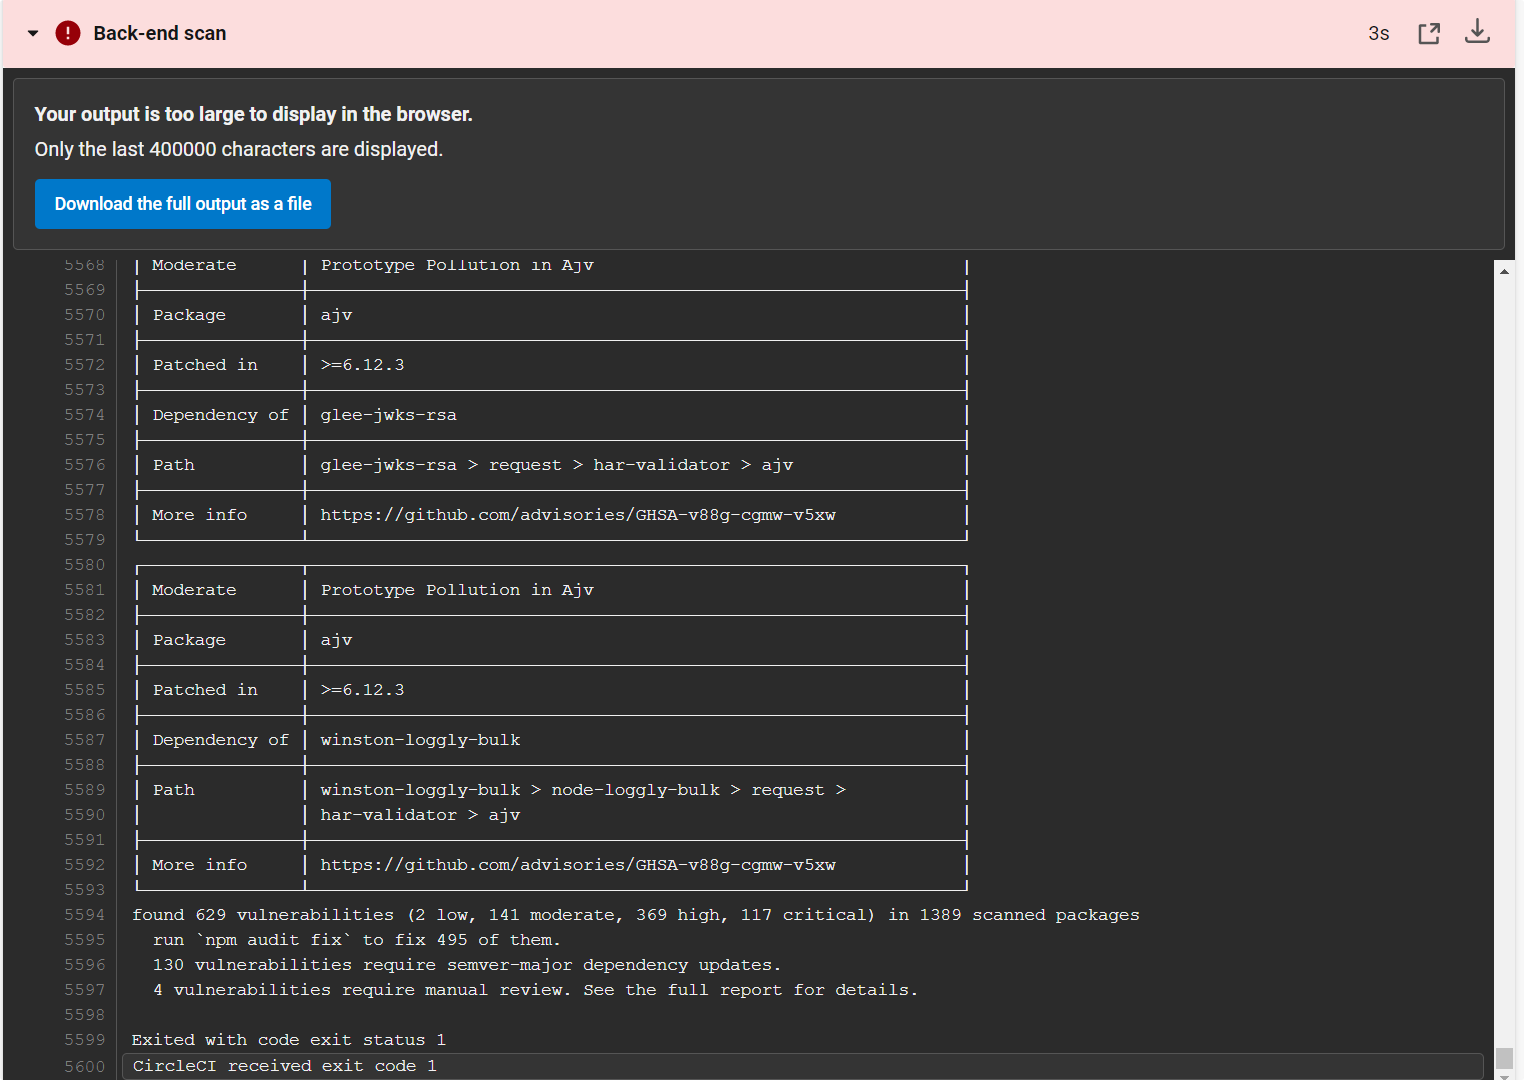 Back-end scan
3s
Your output is too large to display in the browser.
Only the last 400000 characters are displayed.
Download the full output as a file
5568 Moderate Prototype Pollution in Ajv
5569
5570 Package ajv
5571
5572 Patched in >=6.12.3
5573
5574 Dependency of glee-jwks-rsa
5575
5576 Path glee-jwks-rsa > request > har-validator > ajv
5577
5578 More info https://github.com/advisories/GHSA-v88g-cgmw-v5xw
5579
5580
5581 Moderate Prototype Pollution in Ajv
5582
5583 Package ajv
5584
5585 Patched in >=6.12.3
5586
5587 Dependency of winston-loggly-bulk
5588
5589 Path winston-loggly-bulk > node-loggly-bulk > request >
5590 har-validator > ajv
5591
5592 More info https://github.com/advisories/GHSA-v88g-cgmw-v5xw
5593
5594 found 629 vulnerabilities (2 low, 141 moderate, 369 high, 117 critical) in 1389 scanned packages
5595 run `npm audit fix` to fix 495 of them.
5596 130 vulnerabilities require semver-major dependency updates.
5597 4 vulnerabilities require manual review. See the full report for details.
5598
5599 Exited with code exit status 1
5600 CircleCI received exit code 1